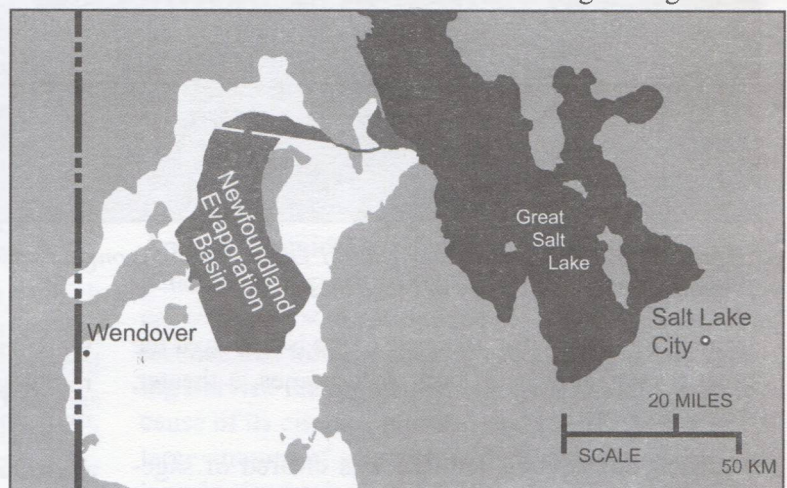 Newfoundland
Evaporation
Basin
Great
Salt
Lake
Wendover
Salt Lake
City
20 MILES
SCALE
50 KM